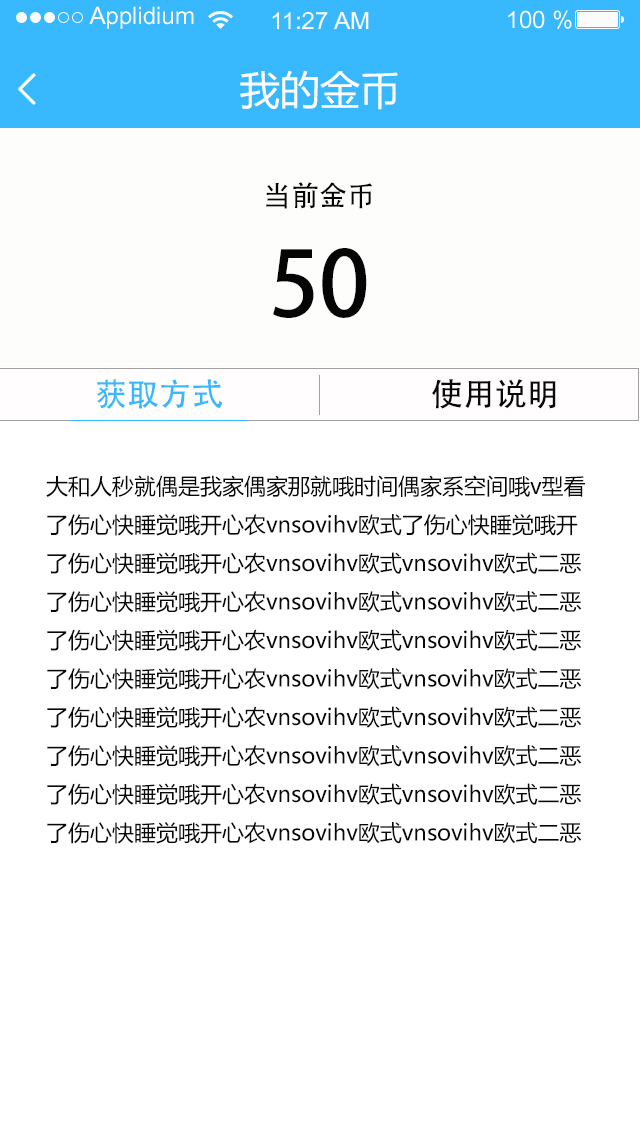 Applidium 11:27 AM 100 %
我的金币
当前金币
50
获取方式 使用说明
大和人秒就偶是我家偶家那就哦时间偶家系空间哦v型看
了伤心快睡觉哦开心农vnsovihv欧式了伤心快睡觉哦开
了伤心快睡觉哦开心农vnsovihv欧式vnsovihv欧式二恶
了伤心快睡觉哦开心农vnsovihv欧式vnsovihv欧式二恶
了伤心快睡觉哦开心农vnsovihv欧式vnsovihv欧式二恶
了伤心快睡觉哦开心农vnsovihv欧式vnsovihv欧式二恶
了伤心快睡觉哦开心农vnsovihv欧式vnsovihv欧式二恶
了伤心快睡觉哦开心农vnsovihv欧式vnsovihv欧式二恶
了伤心快睡觉哦开心农vnsovihv欧式vnsovihv欧式二恶
了伤心快睡觉哦开心农vnsovihv欧式vnsovihv欧式二恶